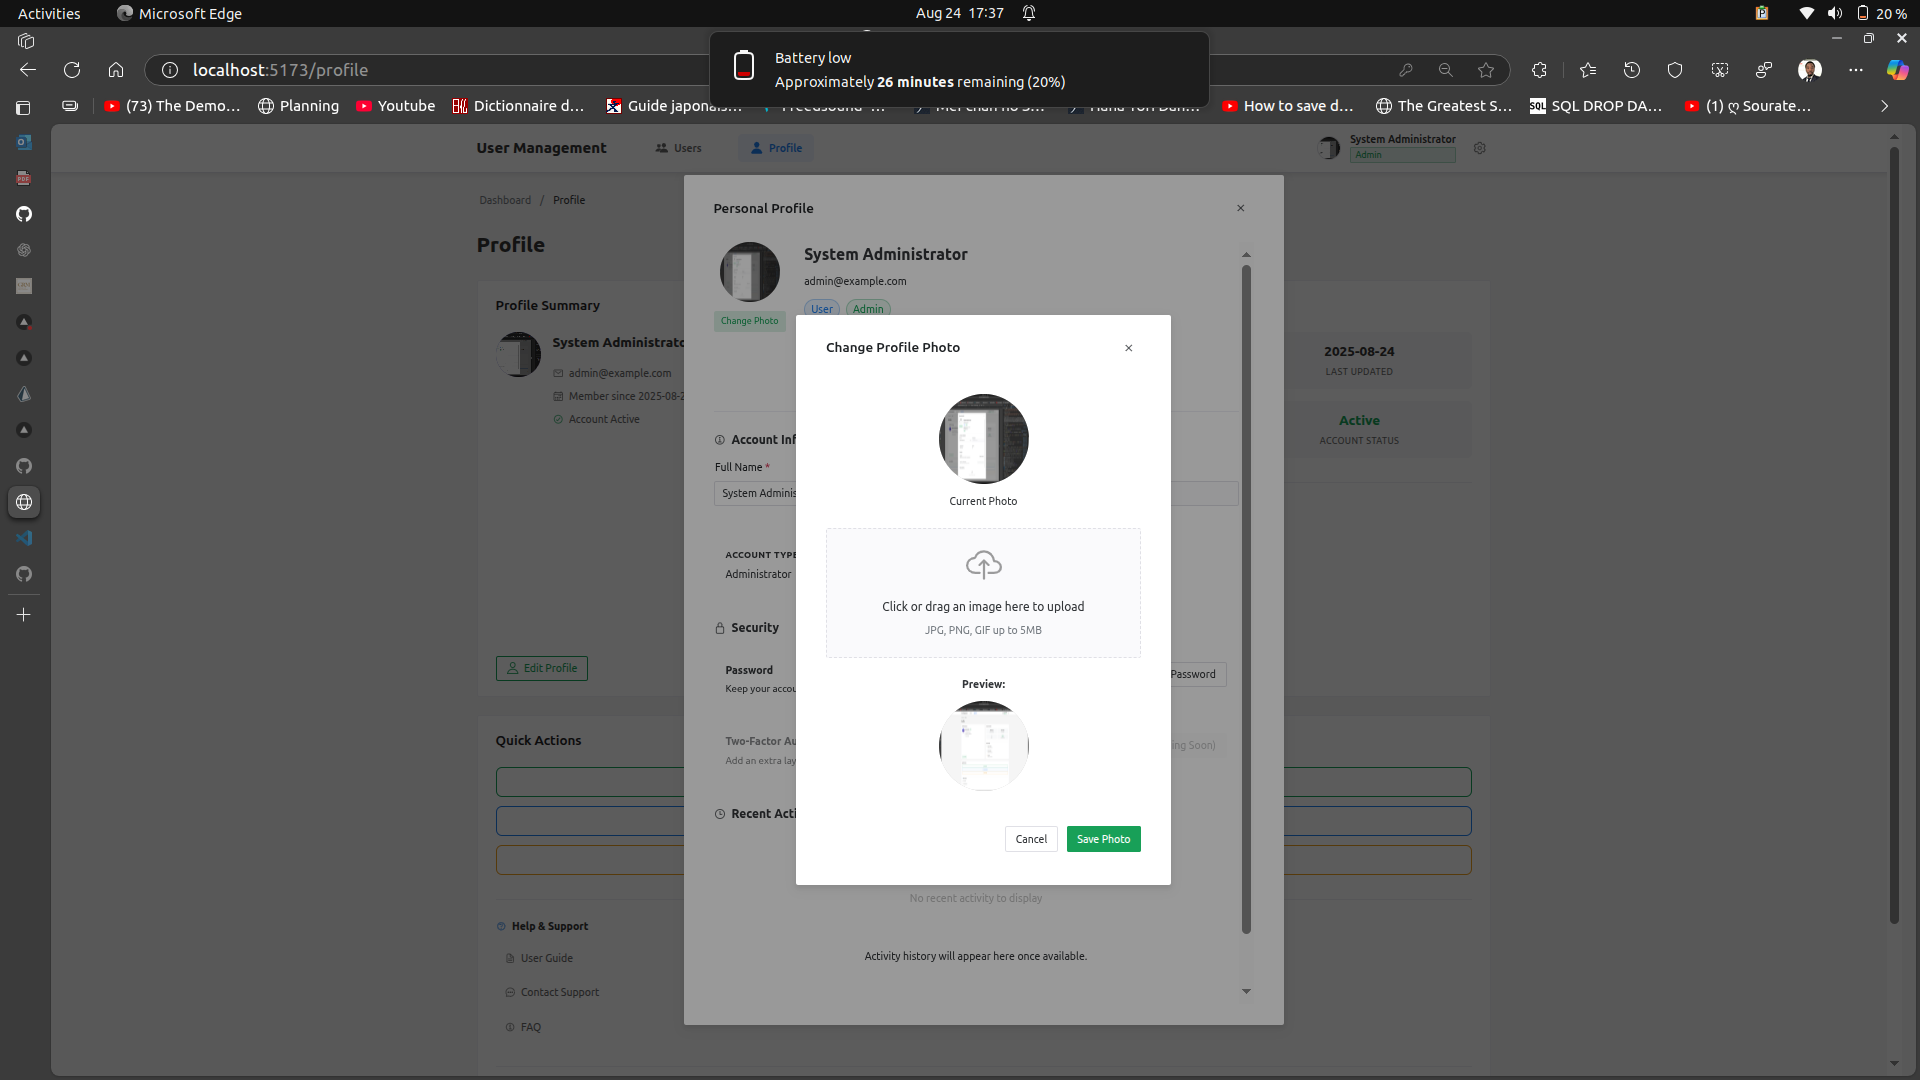 Activities
Microsoft Edge
Aug 24 17:37
20 %
Battery low
Approximately 26 minutes remaining (20%)
localhost:5173/profile
(73) The Demo...
Planning
Youtube
Dictionnaire d...
Guide japonais...
How to save d...
The Greatest S...
SQL DROP DA...
(1) ღ Sourate...
User Management
Users
Profile
System Administrator
Admin
Dashboard / Profile
Profile
Profile Summary
System Administrato
admin@example.com
Member since 2025-08-2
Account Active
Edit Profile
2025-08-24
LAST UPDATED
Active
ACCOUNT STATUS
Quick Actions
Help & Support
User Guide
Contact Support
FAQ
Personal Profile
System Administrator
admin@example.com
User
Admin
Change Photo
Account Inf
Full Name *
System Adminis
ACCOUNT TYPE
Administrator
Security
Password
Keep your accou
Password
Two-Factor Au
Add an extra lay
ing Soon)
Recent Acti
No recent activity to display
Activity history will appear here once available.
Change Profile Photo
Current Photo
Click or drag an image here to upload
JPG, PNG, GIF up to 5MB
Preview:
Cancel
Save Photo